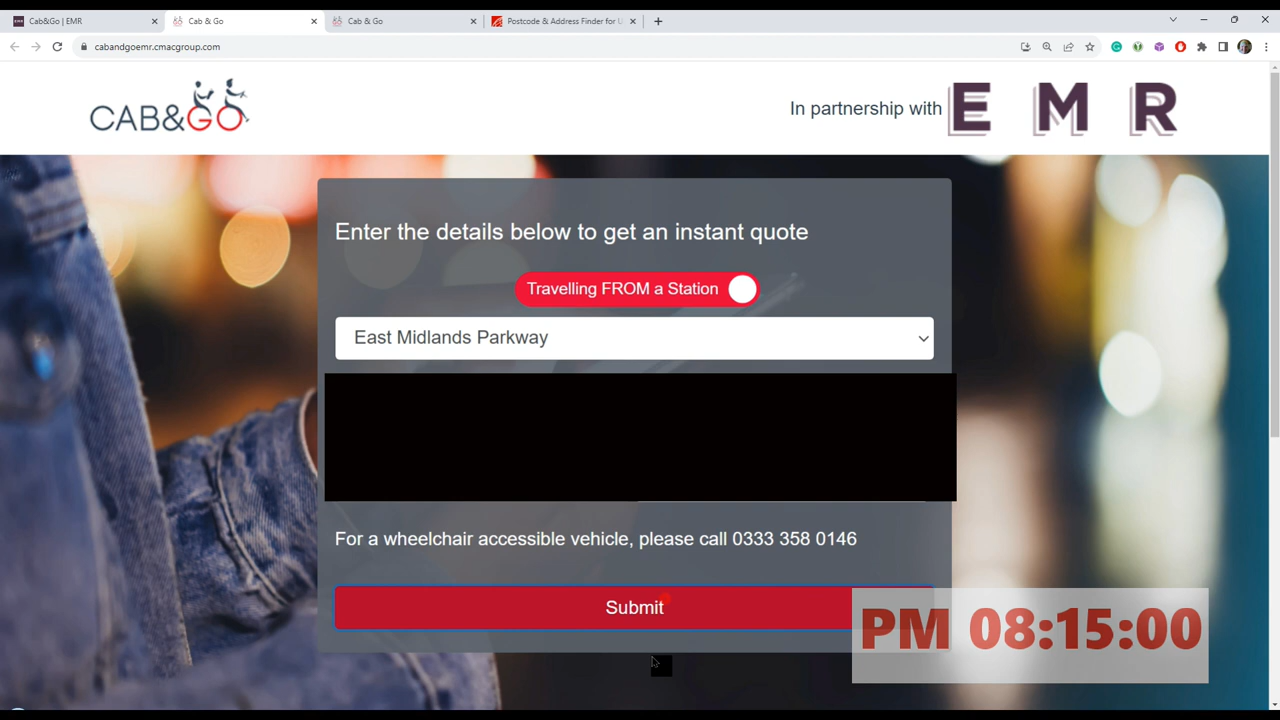 Cab&Go | EMR
Cab & Go
Cab & Go
Postcode & Address Finder for U
cabandgoemr.cmacgroup.com
CAB&GO
In partnership with EMR
Enter the details below to get an instant quote
Travelling FROM a Station
East Midlands Parkway
For a wheelchair accessible vehicle, please call 0333 358 0146
Submit
PM 08:15:00